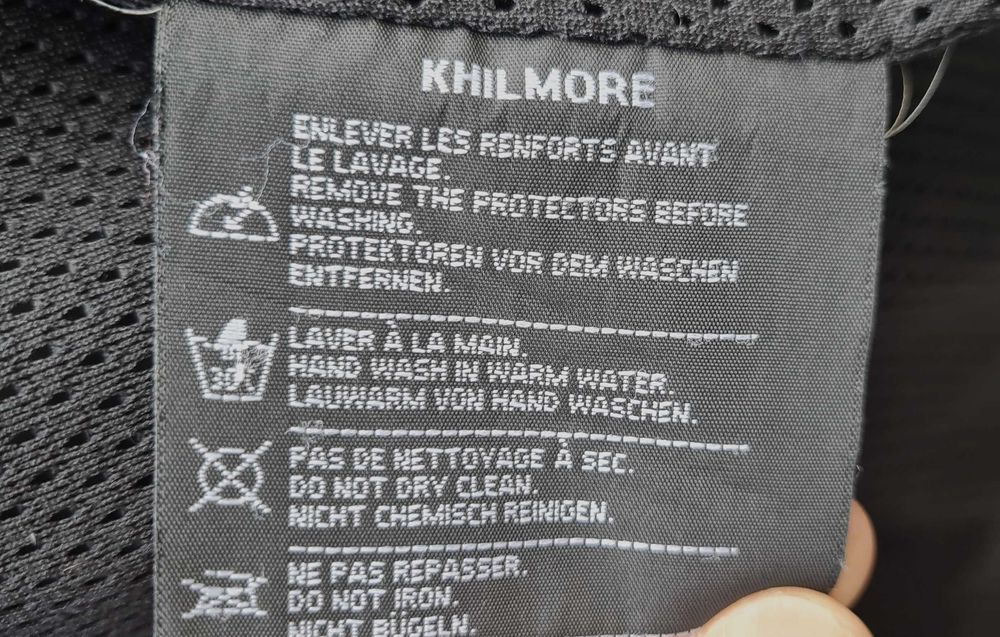 KHILMORE
ENLEVER LES RENFORTS AVANT
LE LAVAGE.
REMOVE THE PROTECTORS BEFORE
WASHING.
PROTEKTOREN VOR DEM WASCHEN
ENTFERNEN.
LAVER À LA MAIN.
HAND WASH IN WARM WATER.
LAUWARM VON HAND WASCHEN.
PAS DE NETTOYAGE À SEC.
DO NOT DRY CLEAN.
NICHT CHEMISCH REINIGEN.
NE PAS REPASSER.
DO NOT IRON.
NICHT BÜGELN.